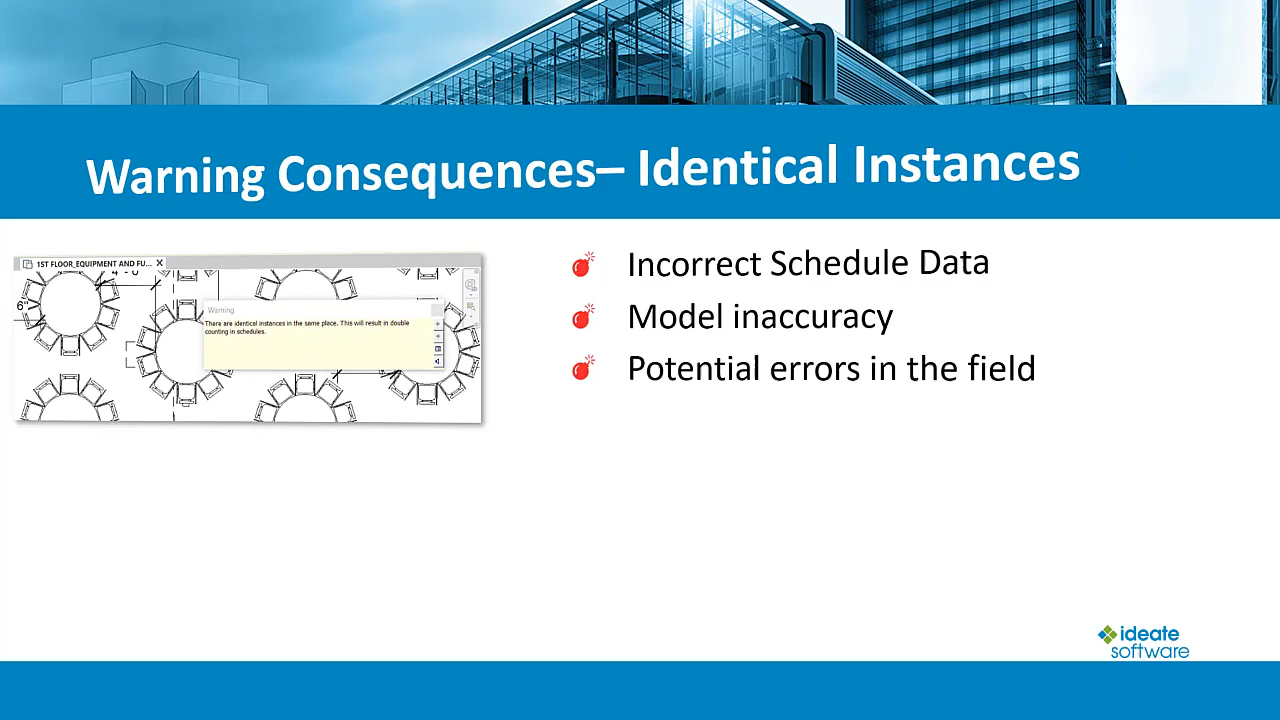 Warning Consequences– Identical Instances
1ST FLOOR_EQUIPMENT AND FU...
Warning
There are identical instances in the same place. This will result in double
counting in schedules.
Incorrect Schedule Data
Model inaccuracy
Potential errors in the field
ideate
software